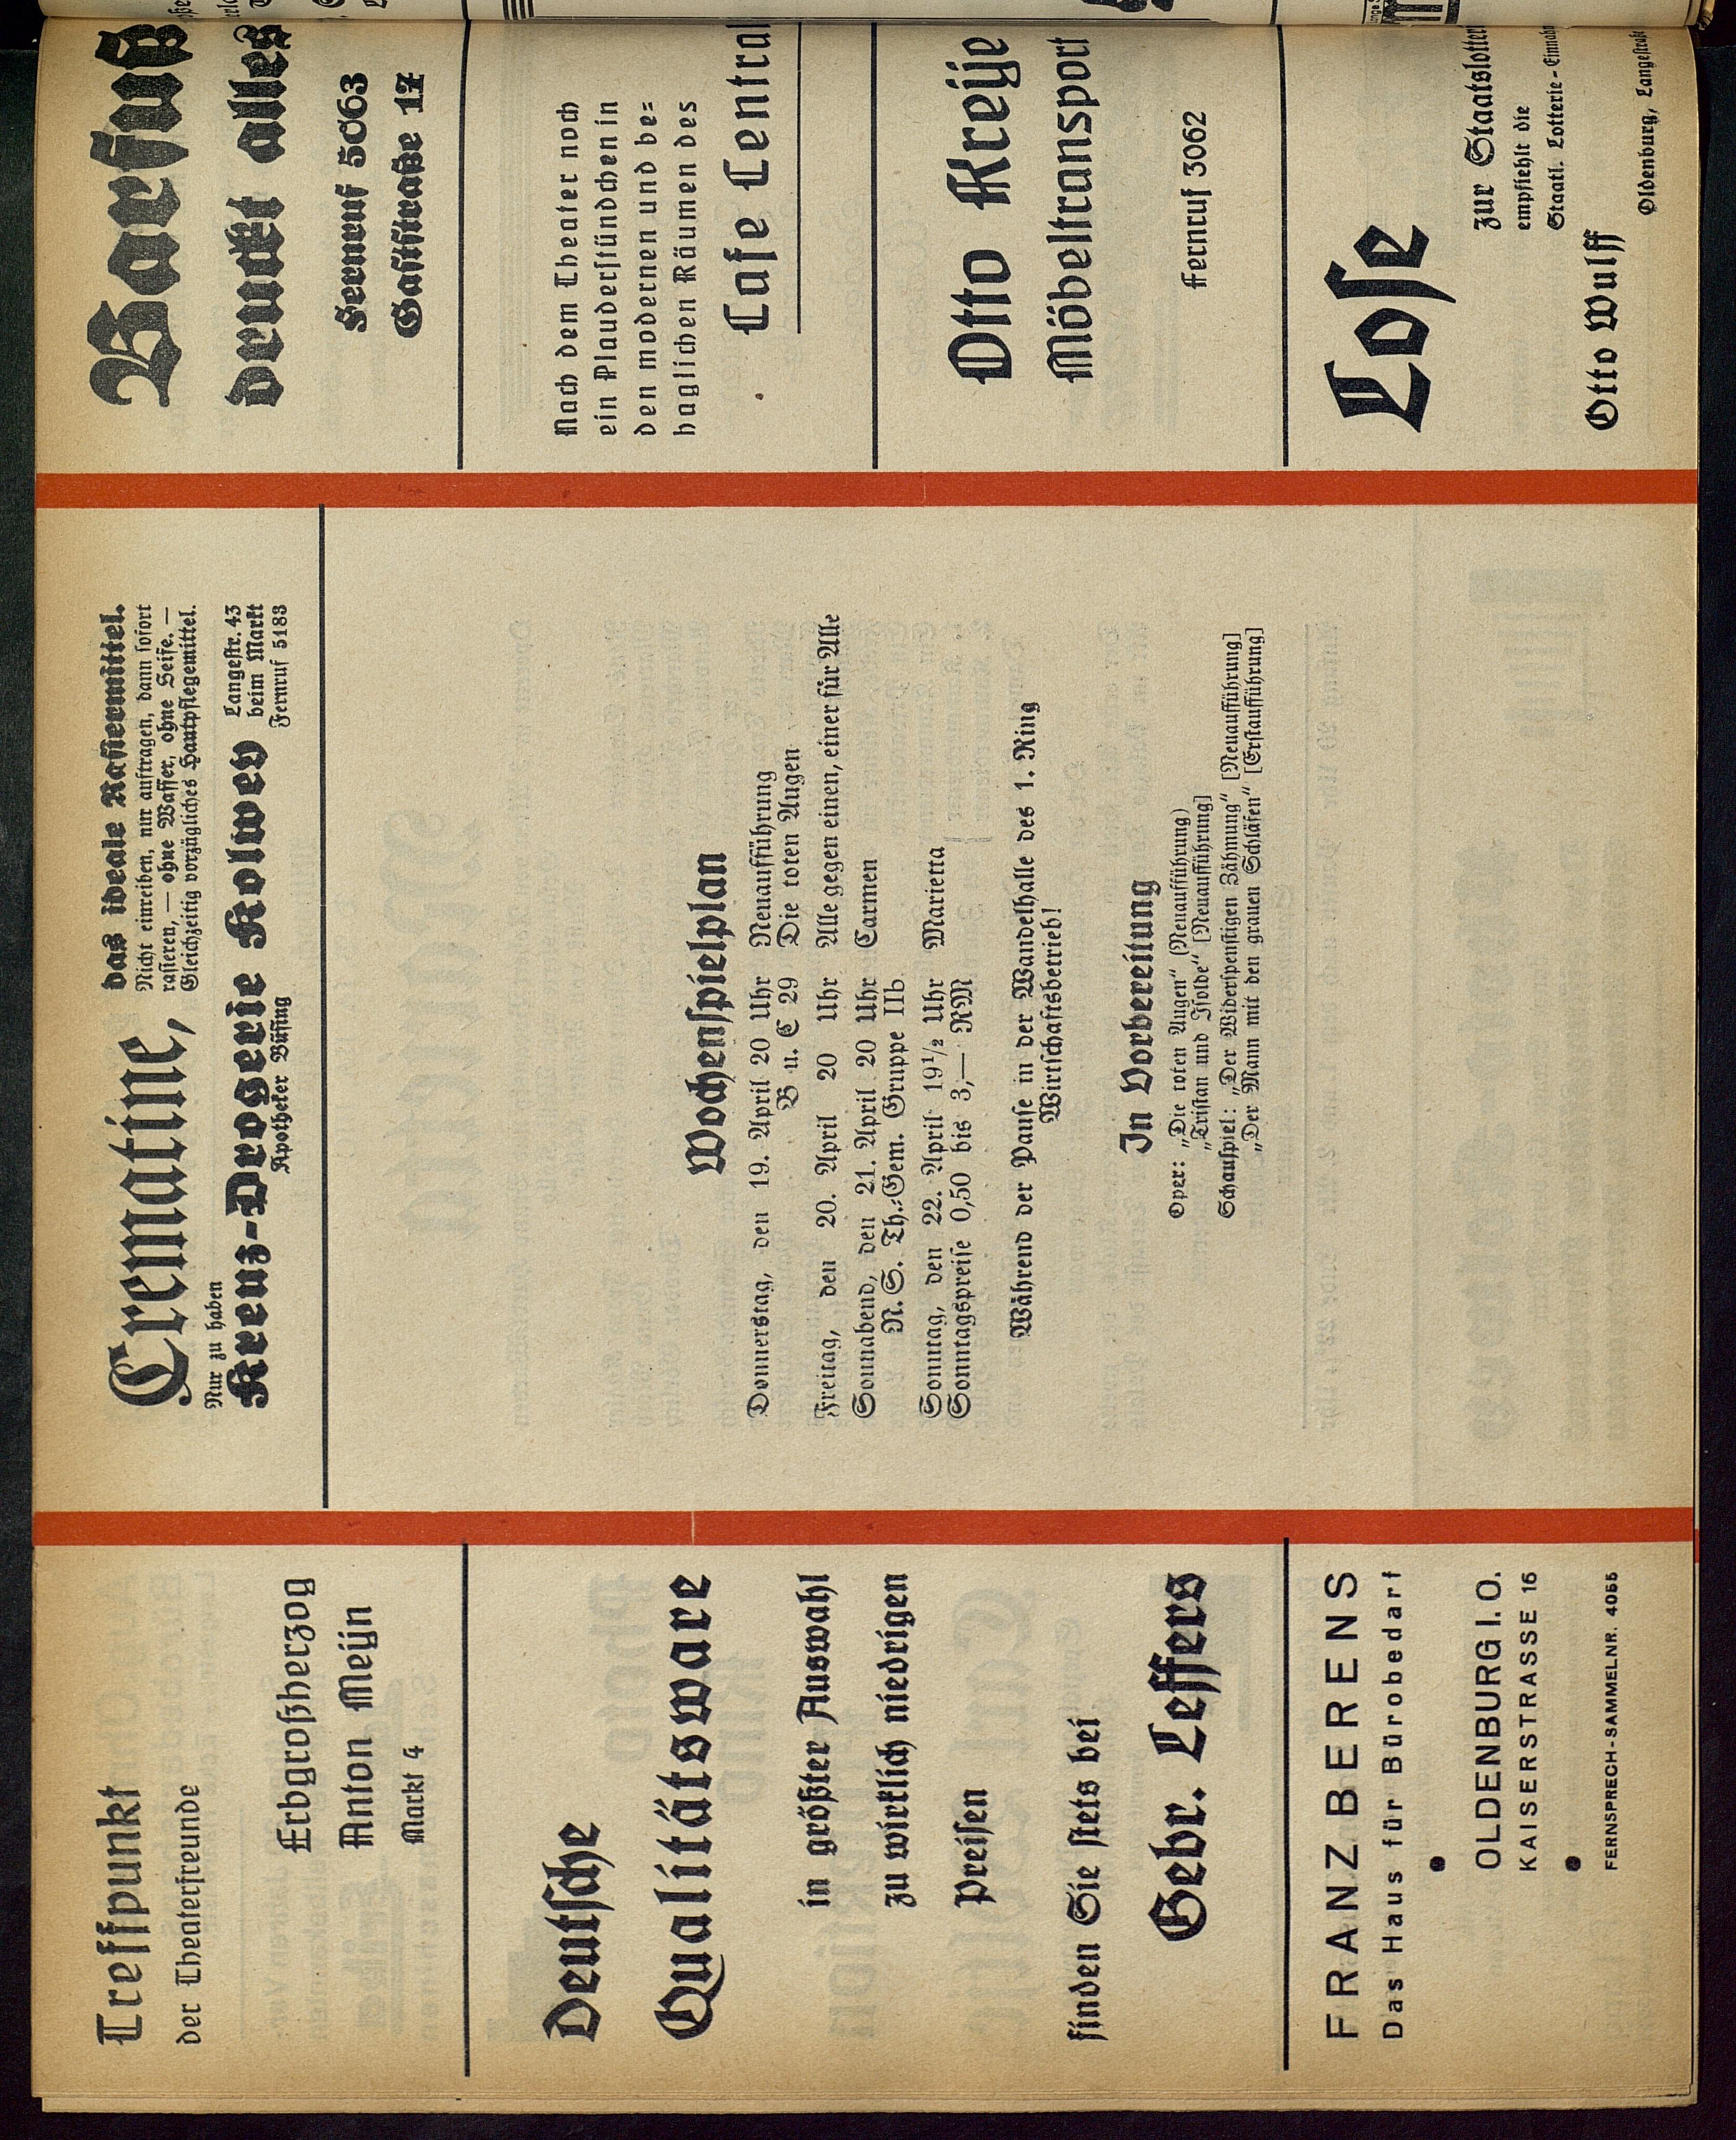 Treffpunkt
der Theaterfreunde
Erbgroßherzog
Anton Meijn
Markt 4
Deutsche
Qualitätsware
in größter Auswahl
zu wirklich niedrigen
Preisen
finden Sie stets bei
Gebr. Leffers
FRANZ BERENS
Das Haus für Bürobedarf
OLDENBURG I. O.
KAISERSTRASSE 16
FERNSPRECH-SAMMELNR. 4055
Crematine, das ideale Rasiermittel.
Nicht einreiben, nur auftragen, dann sofort
rasieren, — ohne Wasser, ohne Seife. —
Gleichzeitig vorzügliches Hautpflegemittel.
Nur zu haben
Kreuz-Drogerie Kolwey
Apotheker Büsing
Langestr. 43
beim Markt
Fernruf 5183
Wochenspielplan
Donnerstag, den 19. April 20 Uhr Neuaufführung
B u. C 29 Die toten Augen
Freitag, den 20. April 20 Uhr Alle gegen einen, einer für Alle
Sonnabend, den 21. April 20 Uhr Carmen
N. S. Th.-Gem. Gruppe IIb
Sonntag, den 22. April 19½ Uhr Marietta
Sonntagspreise 0,50 bis 3,— RM
Während der Pause in der Wandelhalle des 1. Ring
Wirtschaftsbetrieb!
In Vorbereitung
Oper: „Die toten Augen“ (Neuaufführung)
„Tristan und Isolde“ [Neuaufführung]
Schauspiel: „Der Widerspenstigen Zähmung“ [Neuaufführung]
„Der Mann mit den grauen Schläfen“ [Erstaufführung]
Barfuß
druckt alles
Fernruf 5063
Gaststraße 17
Nach dem Theater noch
ein Plauderstündchen in
den modernen und be=
haglichen Räumen des
Cafe Central
Otto Kreije
Möbeltransport
Fernruf 3062
Lose
zur Staatslotter
empfiehlt die
Staatl. Lotterie-Einnah
Otto Wulff
Oldenburg, Langestraße